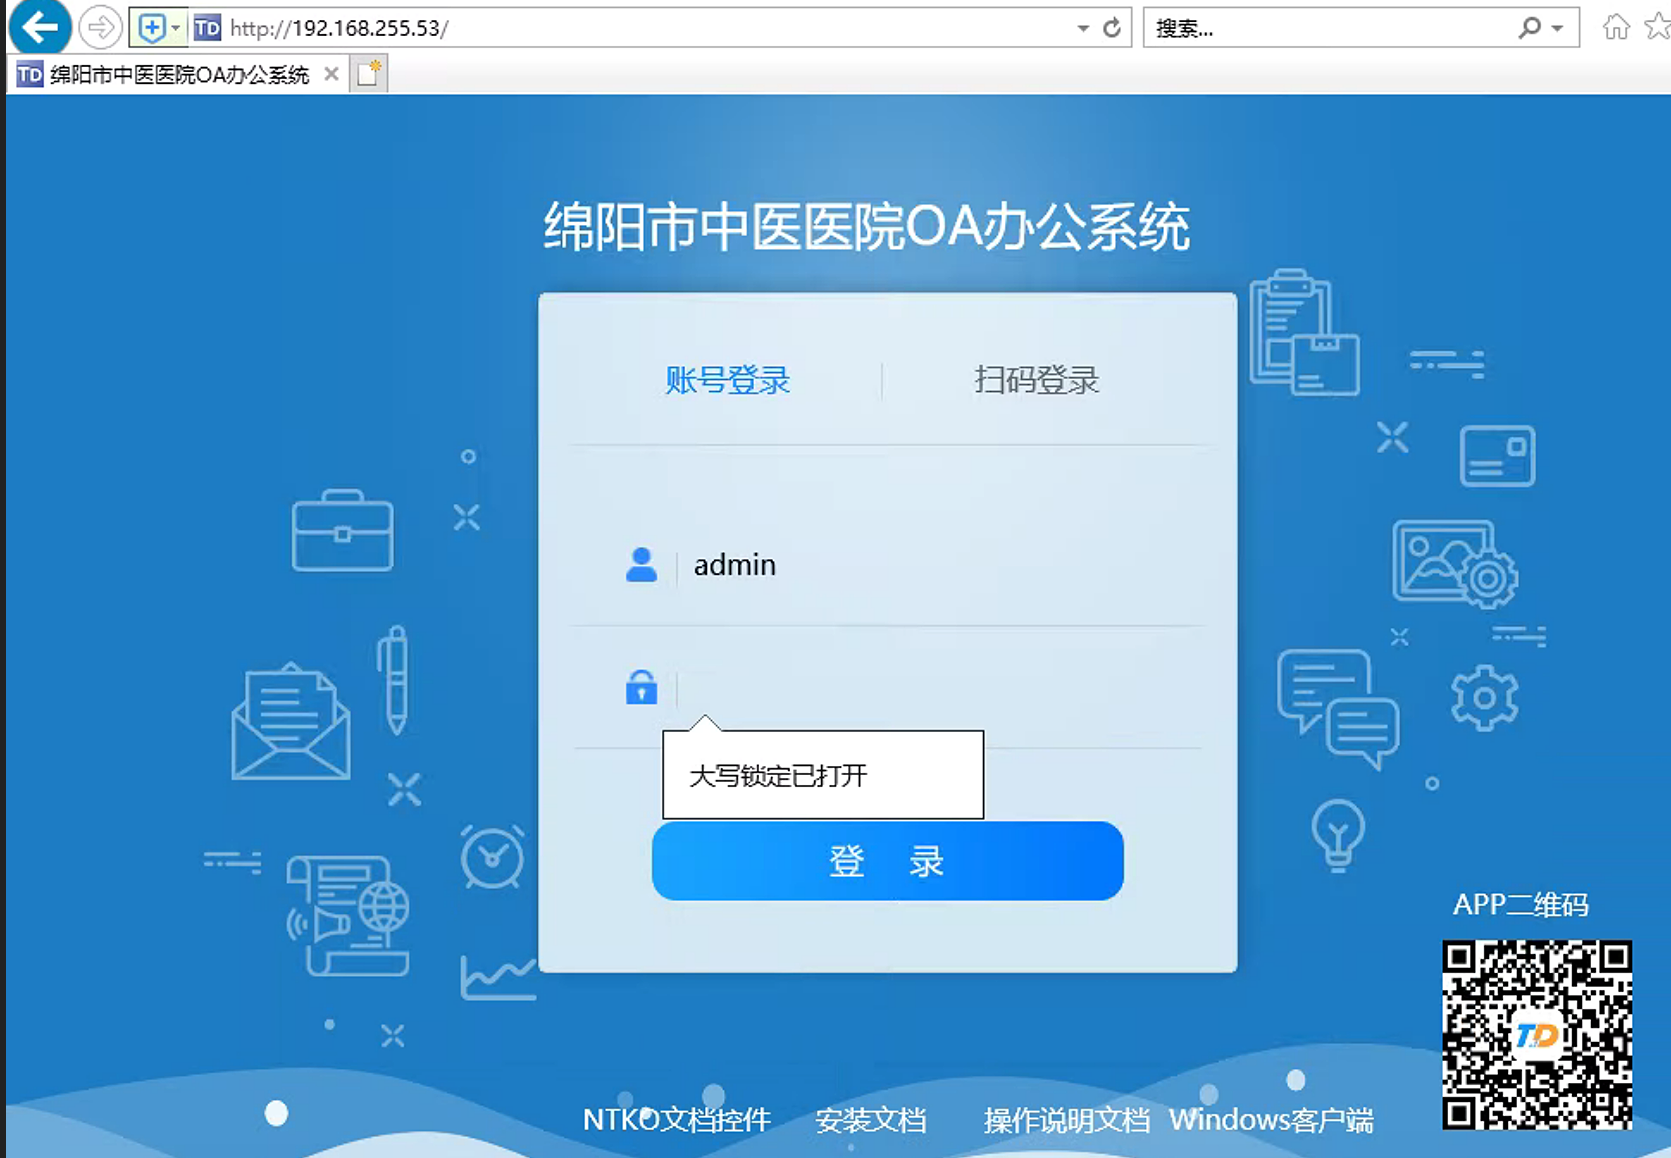 http://192.168.255.53/
搜索...
TD 绵阳市中医医院OA办公系统
绵阳市中医医院OA办公系统
账号登录
扫码登录
admin
大写锁定已打开
登 录
APP二维码
TD
NTKO文档控件 安装文档 操作说明文档 Windows客户端